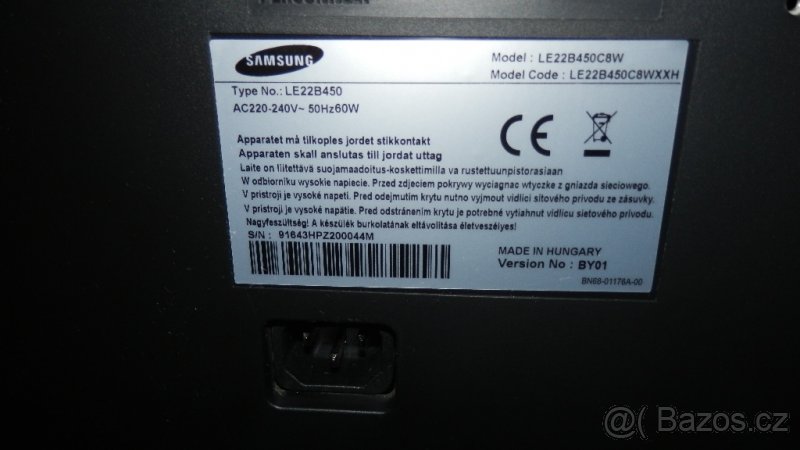 SAMSUNG
Model : LE22B450C8W
Model Code : LE22B450C8WXXH
Type No.: LE22B450
AC220-240V~ 50Hz60W
Apparatet må tilkoples jordet stikkontakt
Apparaten skall anslutas till jordat uttag
Laite on liitettävä suojamaadoitus-koskettimilla va rustettuunpistorasiaan
W odbiorniku wysokie napiecie. Przed zdjeciem pokrywy wyciagnac wtyczke z gniazda sieciowego.
V pristroji je vysoké napeti. Pred odejmutím krytu nutno vyjmout vidlici sítového prívodu ze zásuvky.
V prístroji je vysoké napätie. Pred odstránením krytu je potrebné vytiahnut vidlicu sietového prívodu.
Nagyfeszültség! A készülék burkolatának eltávolítása életveszélyes!
S/N : 91643HPZ200044M
MADE IN HUNGARY
Version No : BY01
BN68-01176A-00
@ Bazos.cz